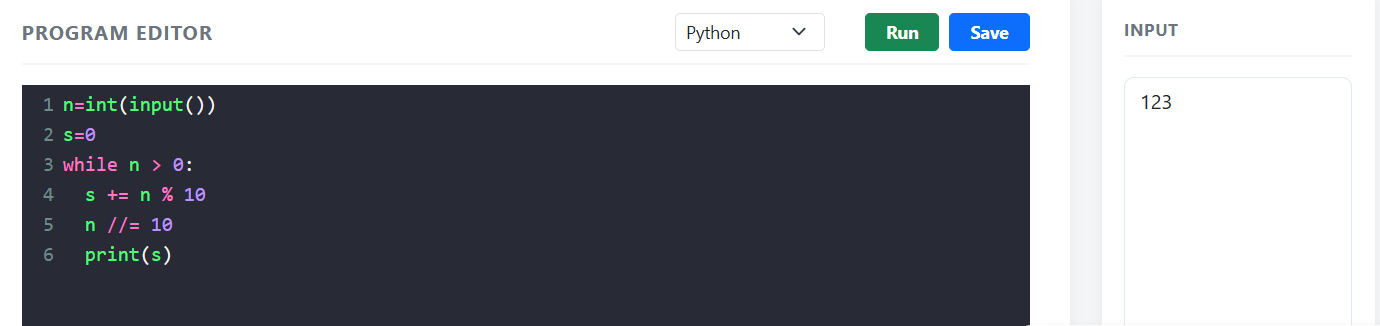 PROGRAM EDITOR
Python
Run
Save
1 n=int(input())
2 s=0
3 while n > 0:
4   s += n % 10
5   n //= 10
6   print(s)
INPUT
123